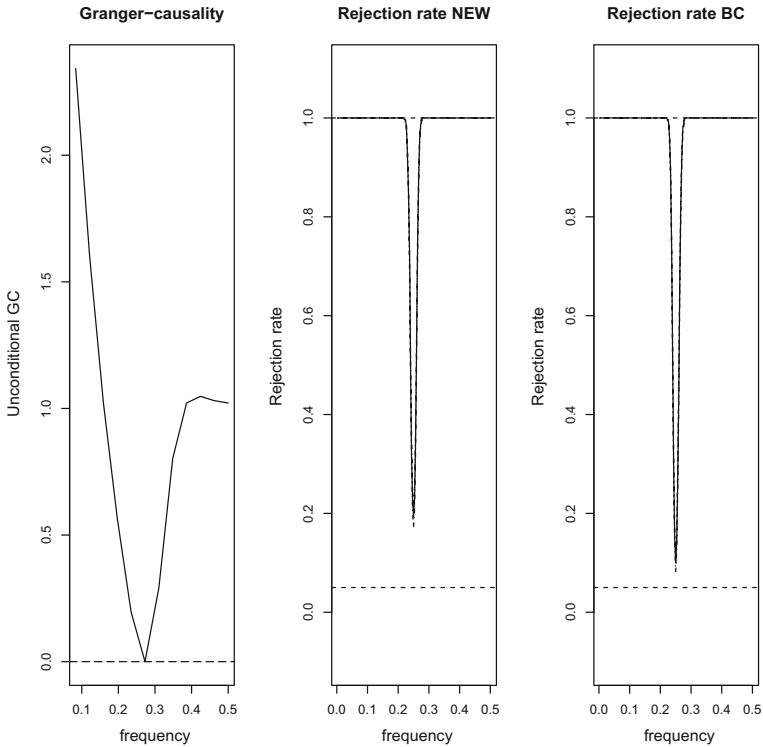 Granger−causality
Unconditional GC
2.0
1.5
1.0
0.5
0.0
0.1 0.2 0.3 0.4 0.5
frequency
Rejection rate NEW
Rejection rate
1.0
0.8
0.6
0.4
0.2
0.0
0.0 0.1 0.2 0.3 0.4 0.5
frequency
Rejection rate BC
Rejection rate
1.0
0.8
0.6
0.4
0.2
0.0
0.0 0.1 0.2 0.3 0.4 0.5
frequency